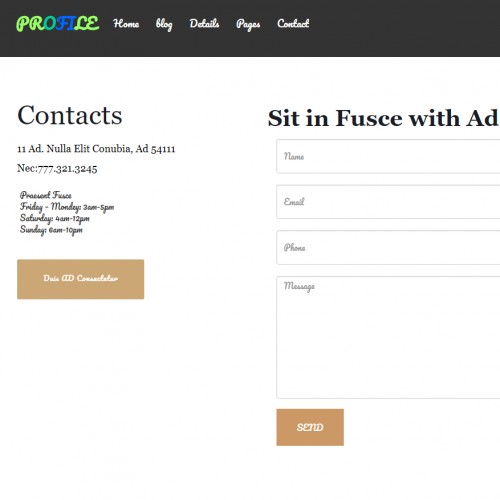 PROFILE Home blog Details Pages Contact
Contacts
11 Ad. Nulla Elit Conubia, Ad 54111
Nec:777.321.3245
Praesent Fusce
Friday - Mondey: 3am-5pm
Saturday: 4am-12pm
Sunday: 6am-10pm
Duis AD Consectetur
Sit in Fusce with Ad
Name
Email
Phone
Message
SEND